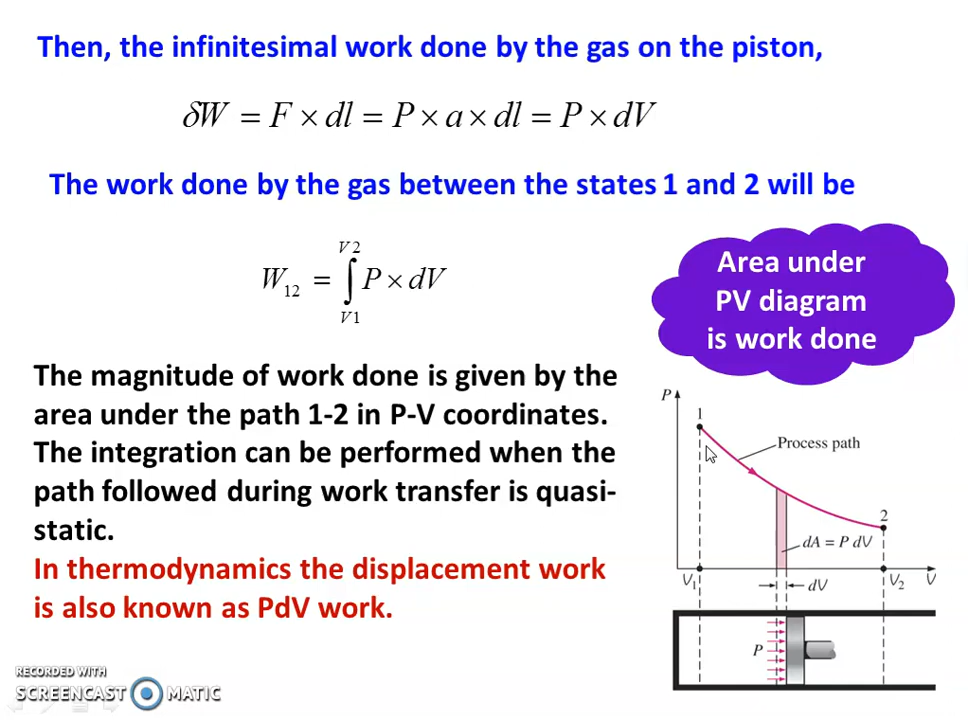 Then, the infinitesimal work done by the gas on the piston,
δW = F × dl = P × a × dl = P × dV
The work done by the gas between the states 1 and 2 will be
V2
W12 = ∫ P × dV
V1
Area under
PV diagram
is work done
The magnitude of work done is given by the
area under the path 1-2 in P-V coordinates.
The integration can be performed when the
path followed during work transfer is quasi-
static.
In thermodynamics the displacement work
is also known as PdV work.
P
1
Process path
2
dA = P dV
V1
dV
V2
V
P
RECORDED WITH
SCREENCAST MATIC